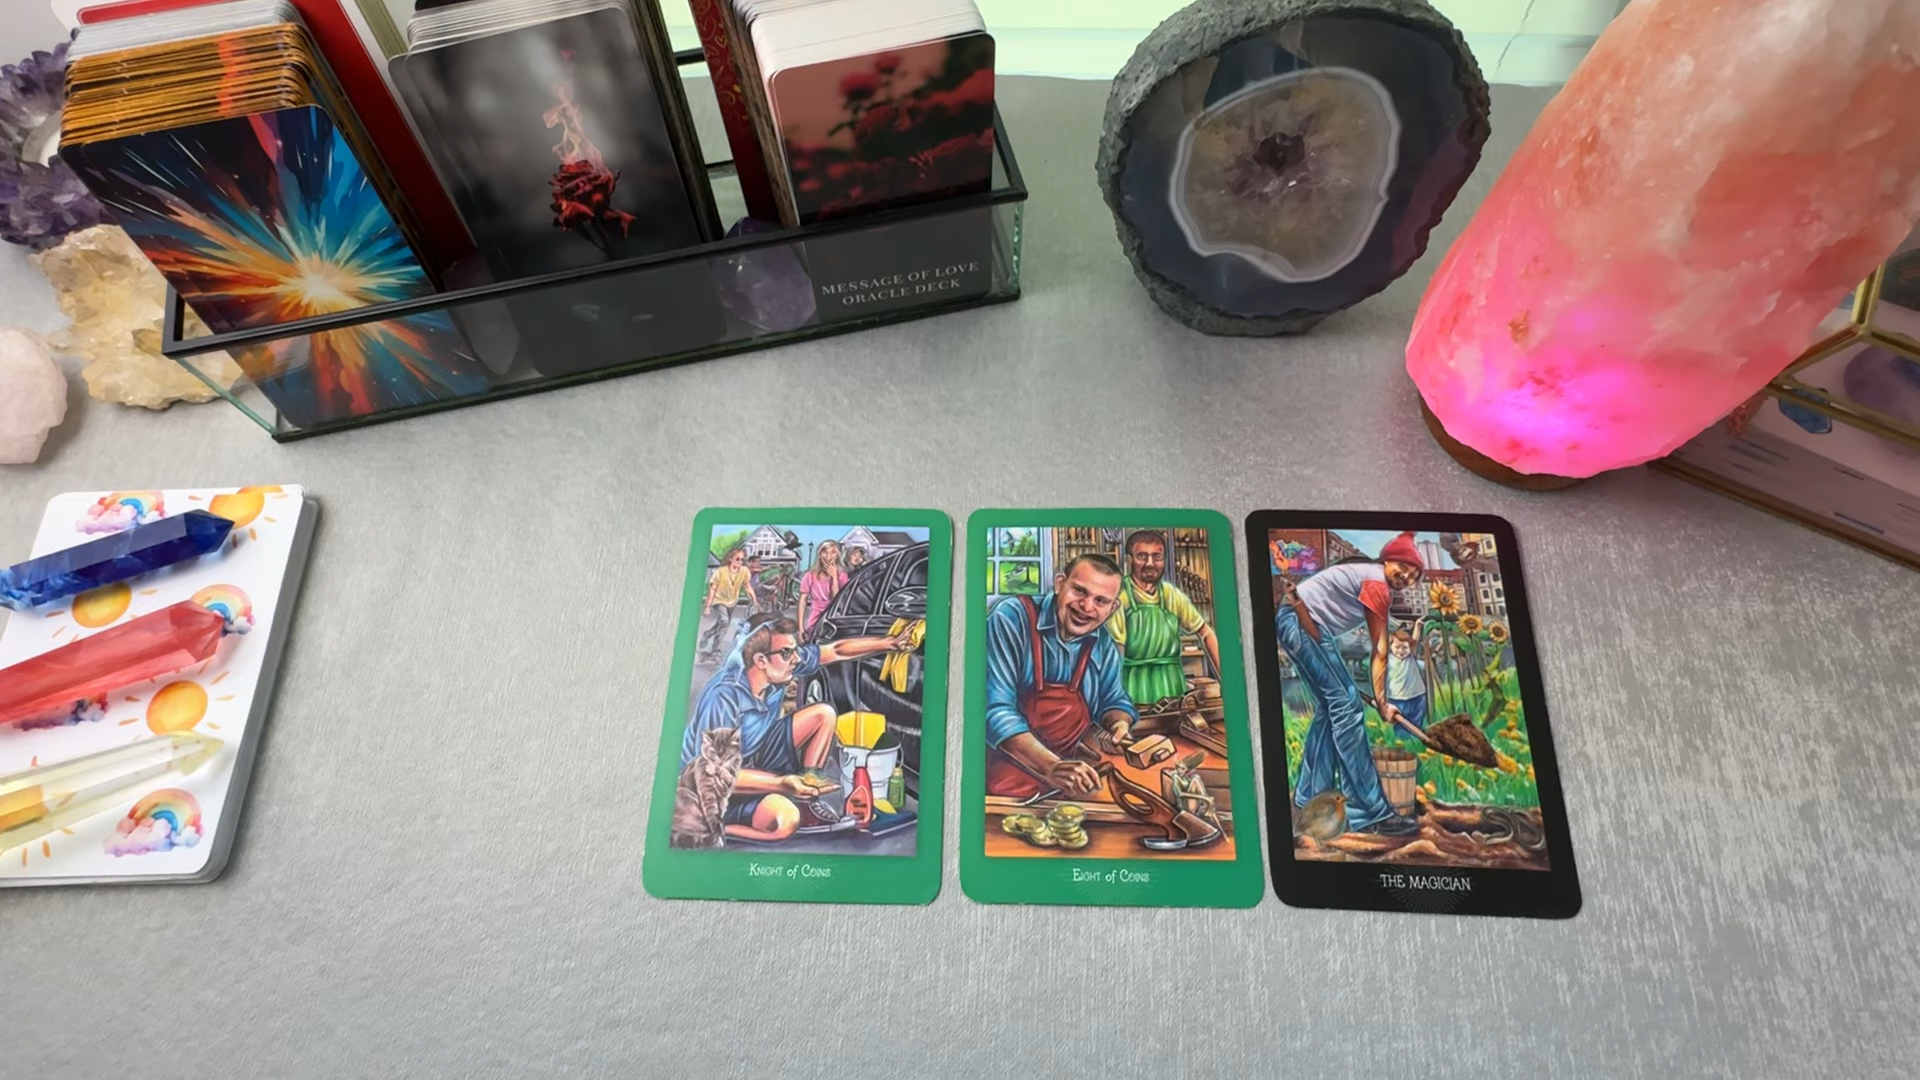 MESSAGE OF LOVE
ORACLE DECK
KNIGHT of COINS
EIGHT of COINS
THE MAGICIAN